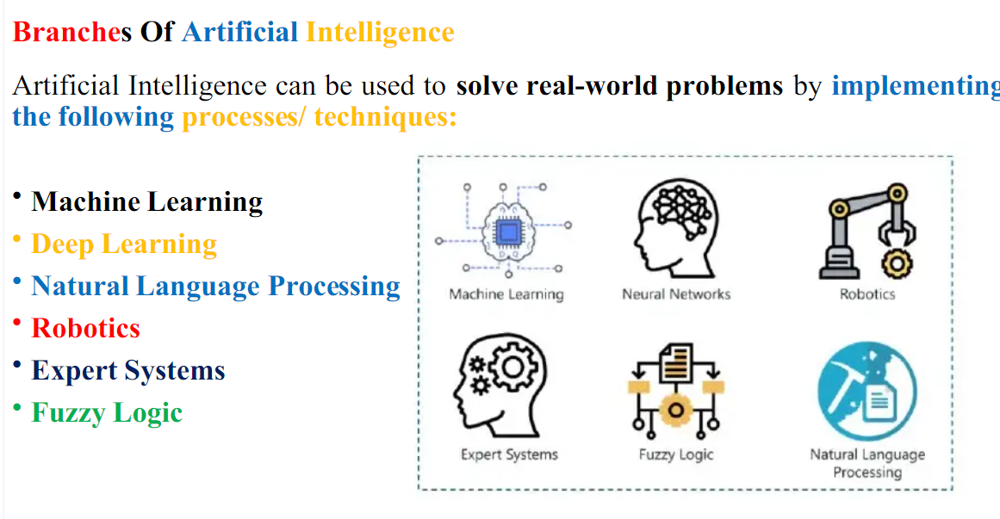 Branches Of Artificial Intelligence
Artificial Intelligence can be used to solve real-world problems by implementing
the following processes/ techniques:
• Machine Learning
• Deep Learning
• Natural Language Processing
• Robotics
• Expert Systems
• Fuzzy Logic
Machine Learning
Neural Networks
Robotics
Expert Systems
Fuzzy Logic
Natural Language
Processing